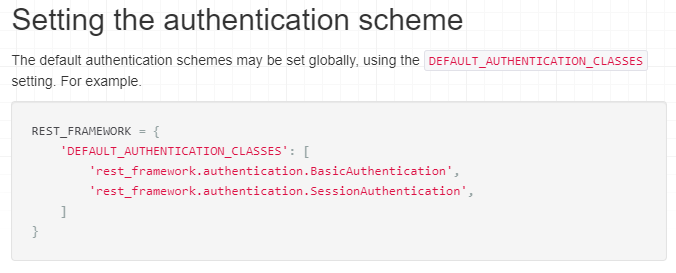 Setting the authentication scheme
The default authentication schemes may be set globally, using the DEFAULT_AUTHENTICATION_CLASSES
setting. For example.
REST_FRAMEWORK = {
    'DEFAULT_AUTHENTICATION_CLASSES': [
        'rest_framework.authentication.BasicAuthentication',
        'rest_framework.authentication.SessionAuthentication',
    ]
}